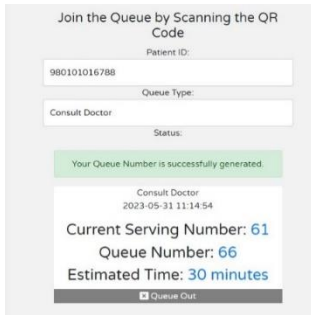 Join the Queue by Scanning the QR
Code
Patient ID:
980101016788
Queue Type:
Consult Doctor
Status:
Your Queue Number is successfully generated.
Consult Doctor
2023-05-31 11:14:54
Current Serving Number: 61
Queue Number: 66
Estimated Time: 30 minutes
Queue Out